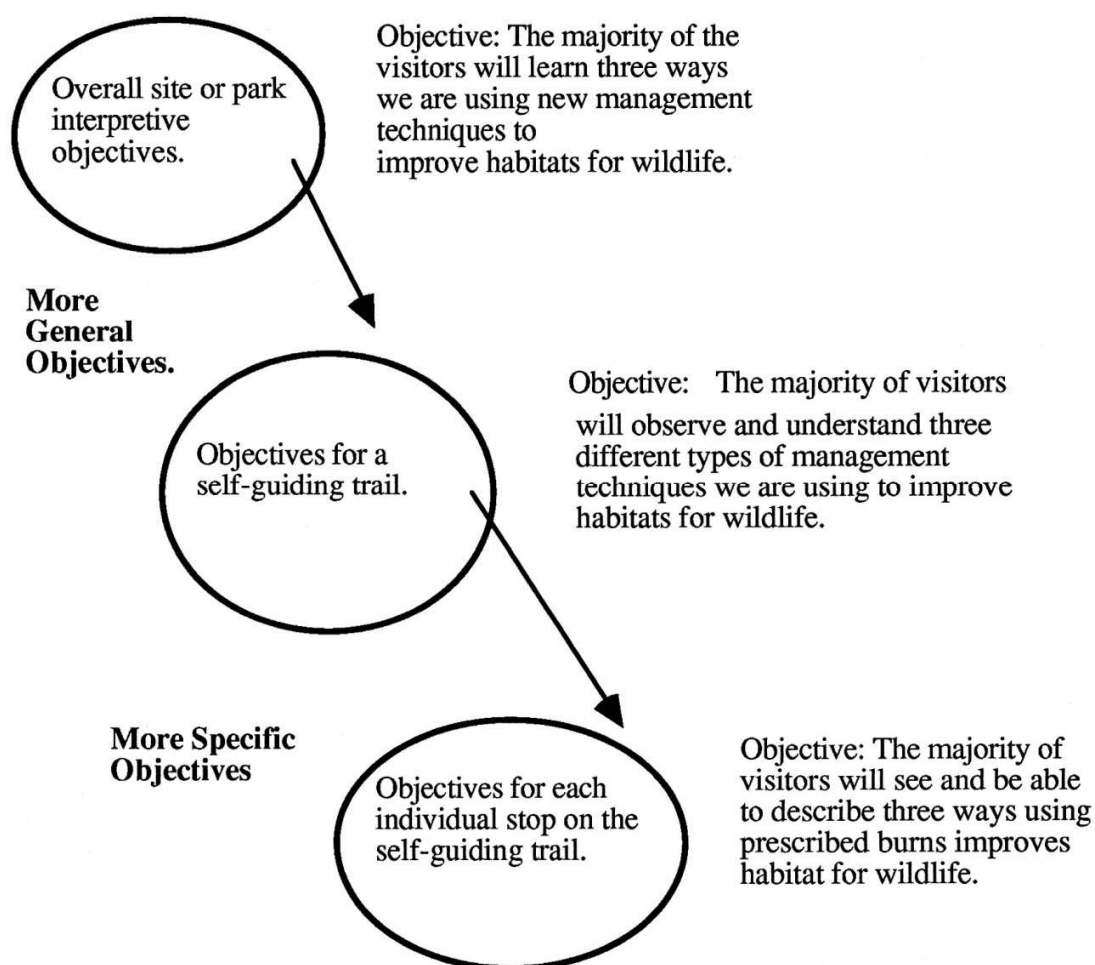 Overall site or park
interpretive
objectives.
Objective: The majority of the
visitors will learn three ways
we are using new management
techniques to
improve habitats for wildlife.
More
General
Objectives.
Objectives for a
self-guiding trail.
Objective: The majority of visitors
will observe and understand three
different types of management
techniques we are using to improve
habitats for wildlife.
More Specific
Objectives
Objectives for each
individual stop on the
self-guiding trail.
Objective: The majority of
visitors will see and be able
to describe three ways using
prescribed burns improves
habitat for wildlife.